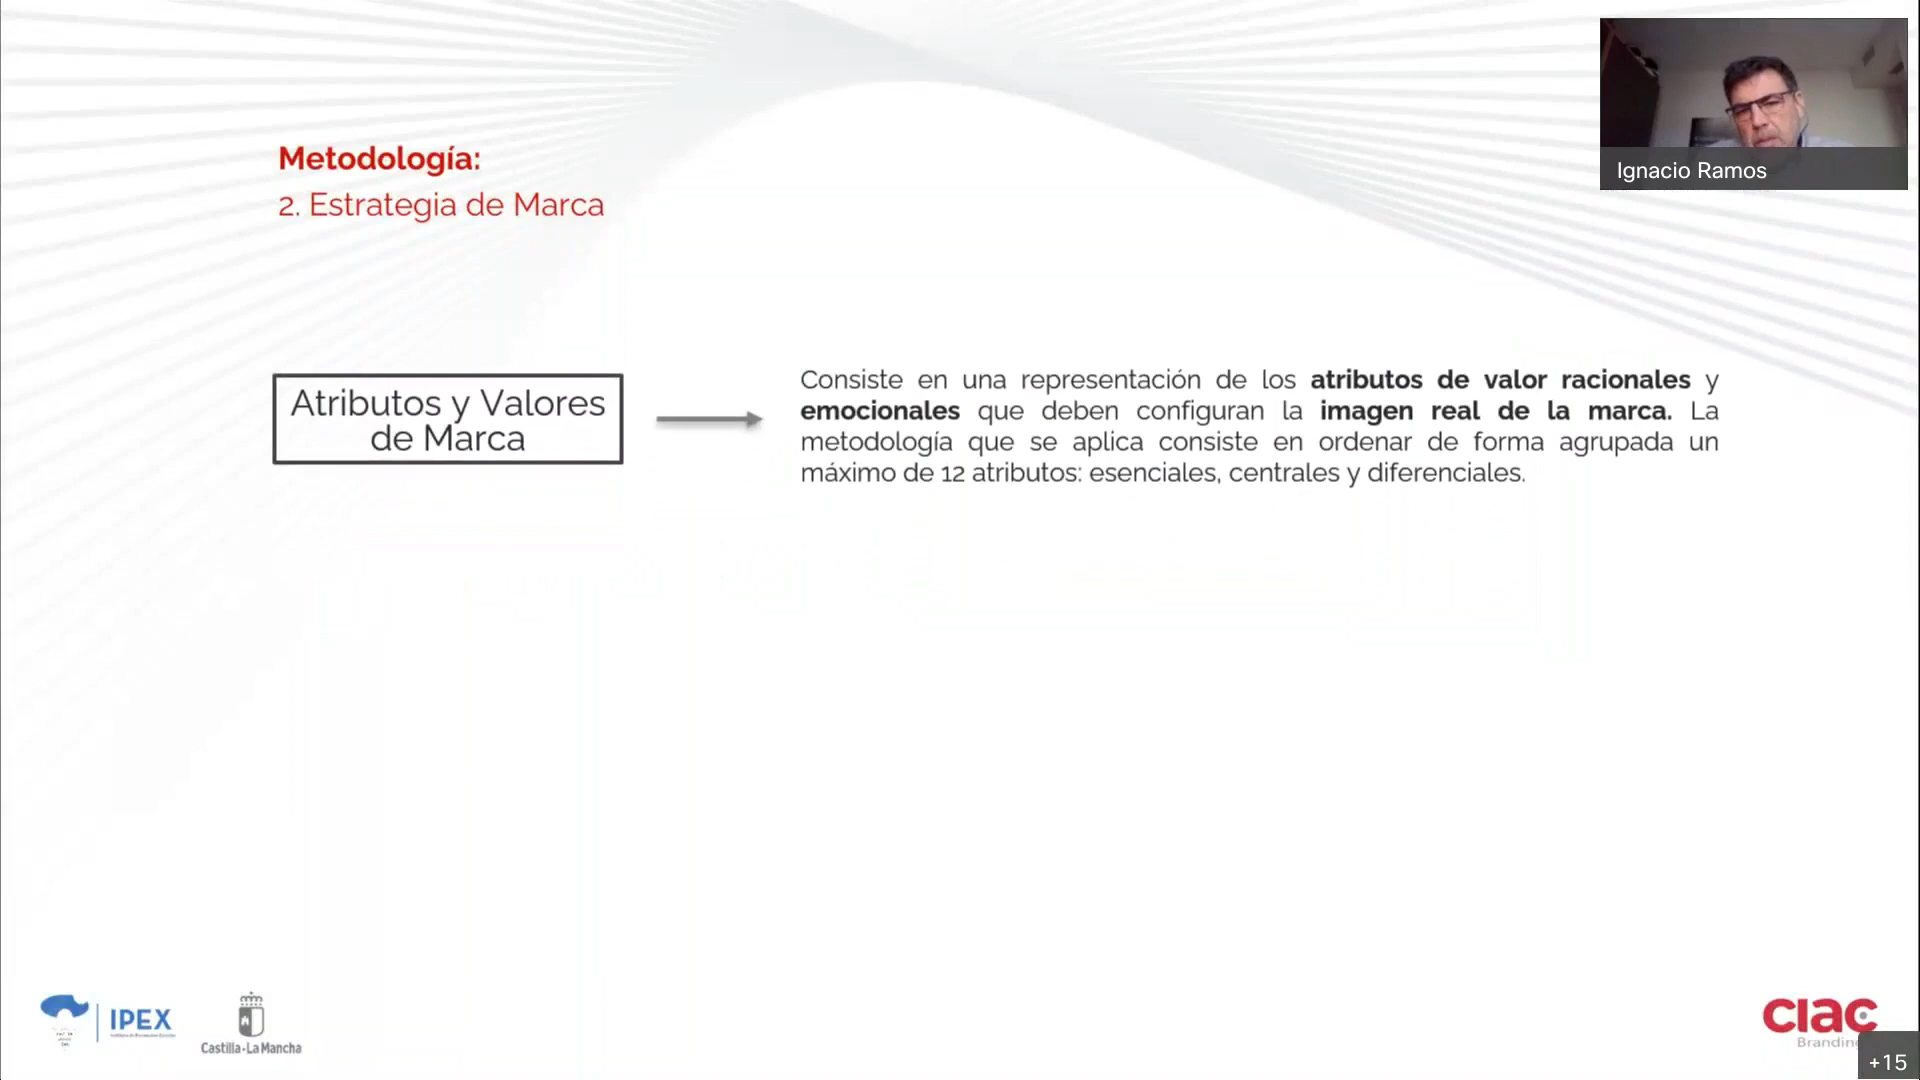 Ignacio Ramos
Metodología:
2. Estrategia de Marca
Atributos y Valores
de Marca
Consiste en una representación de los atributos de valor racionales y
emocionales que deben configuran la imagen real de la marca. La
metodología que se aplica consiste en ordenar de forma agrupada un
máximo de 12 atributos: esenciales, centrales y diferenciales.
IPEX
Castilla-La Mancha
ciac
Brandin
+15